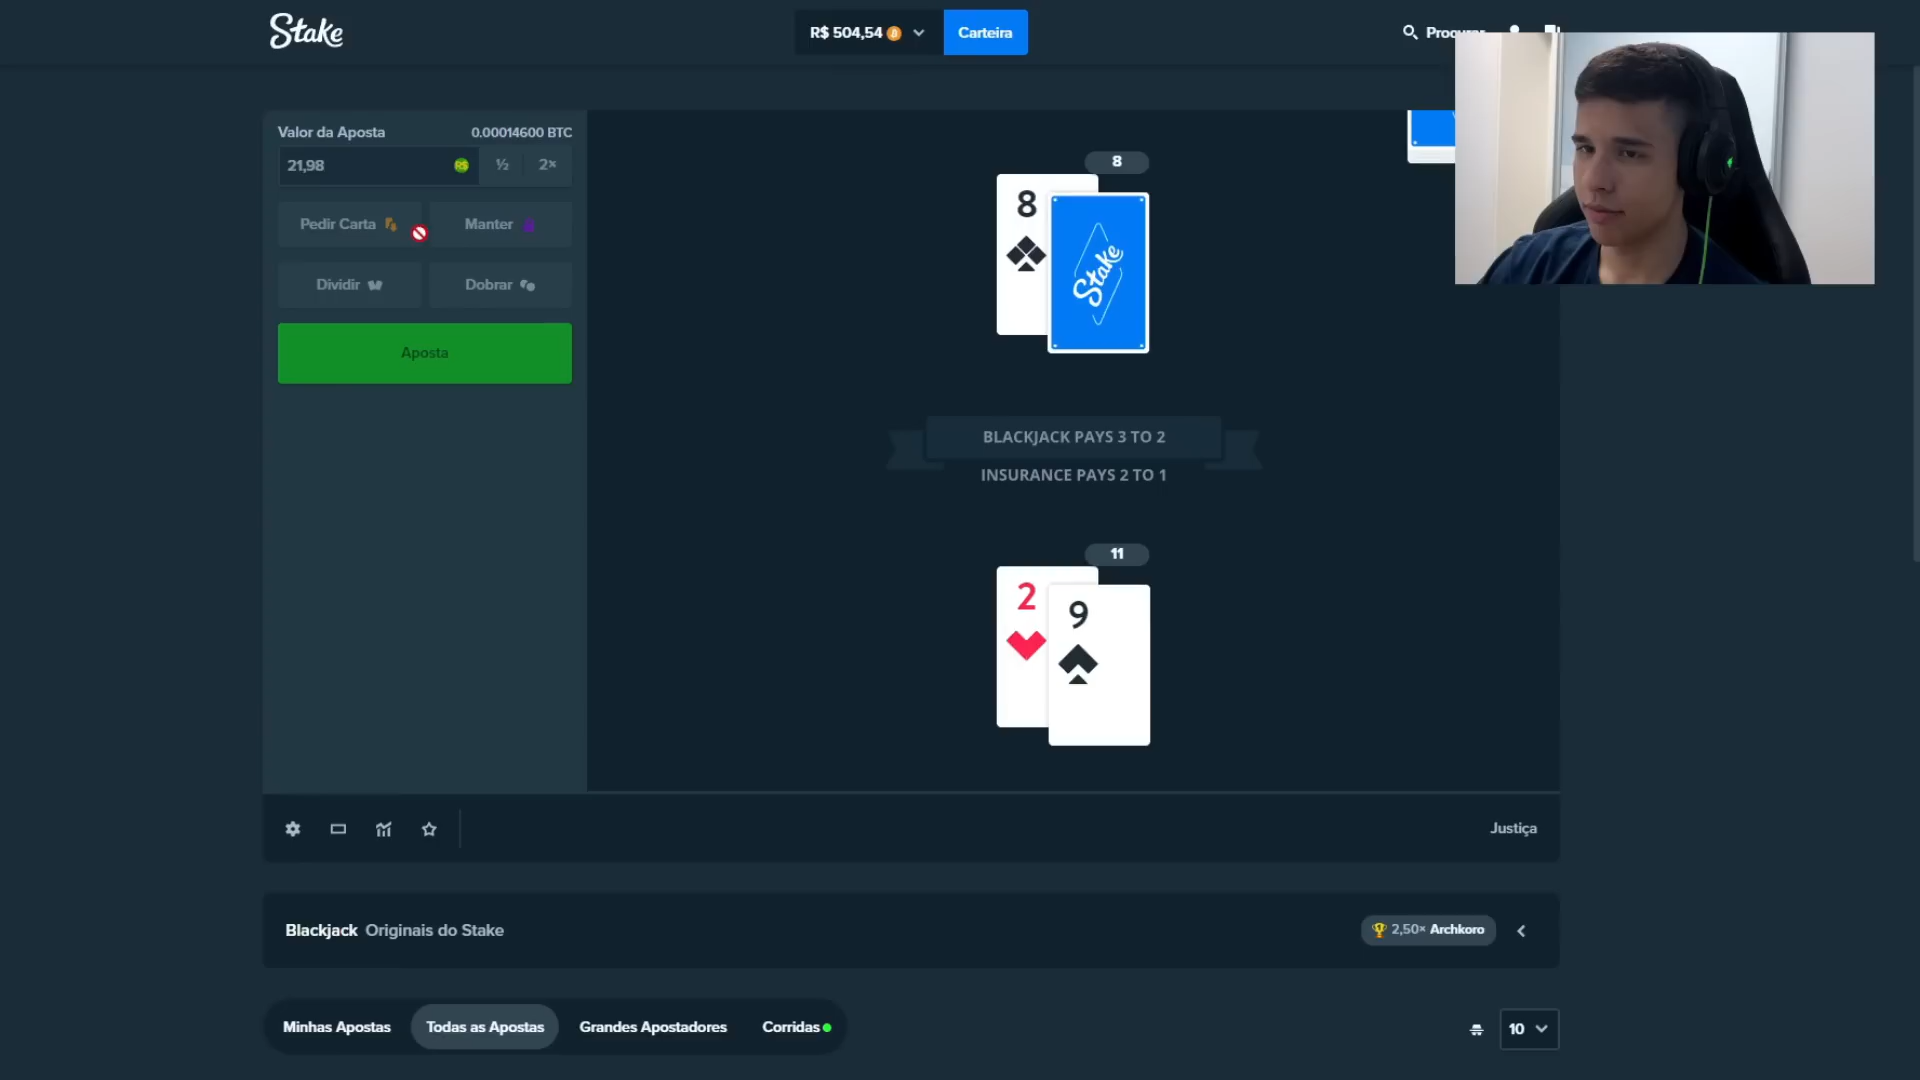 Stake
R$ 504,54
Carteira
Valor da Aposta
0.00014600 BTC
21,98
½
2×
Pedir Carta
Manter
Dividir
Dobrar
Aposta
8
8
Stake
BLACKJACK PAYS 3 TO 2
INSURANCE PAYS 2 TO 1
11
2
9
Justiça
Blackjack Originais do Stake
2,50× Archkoro
Minhas Apostas
Todas as Apostas
Grandes Apostadores
Corridas
10